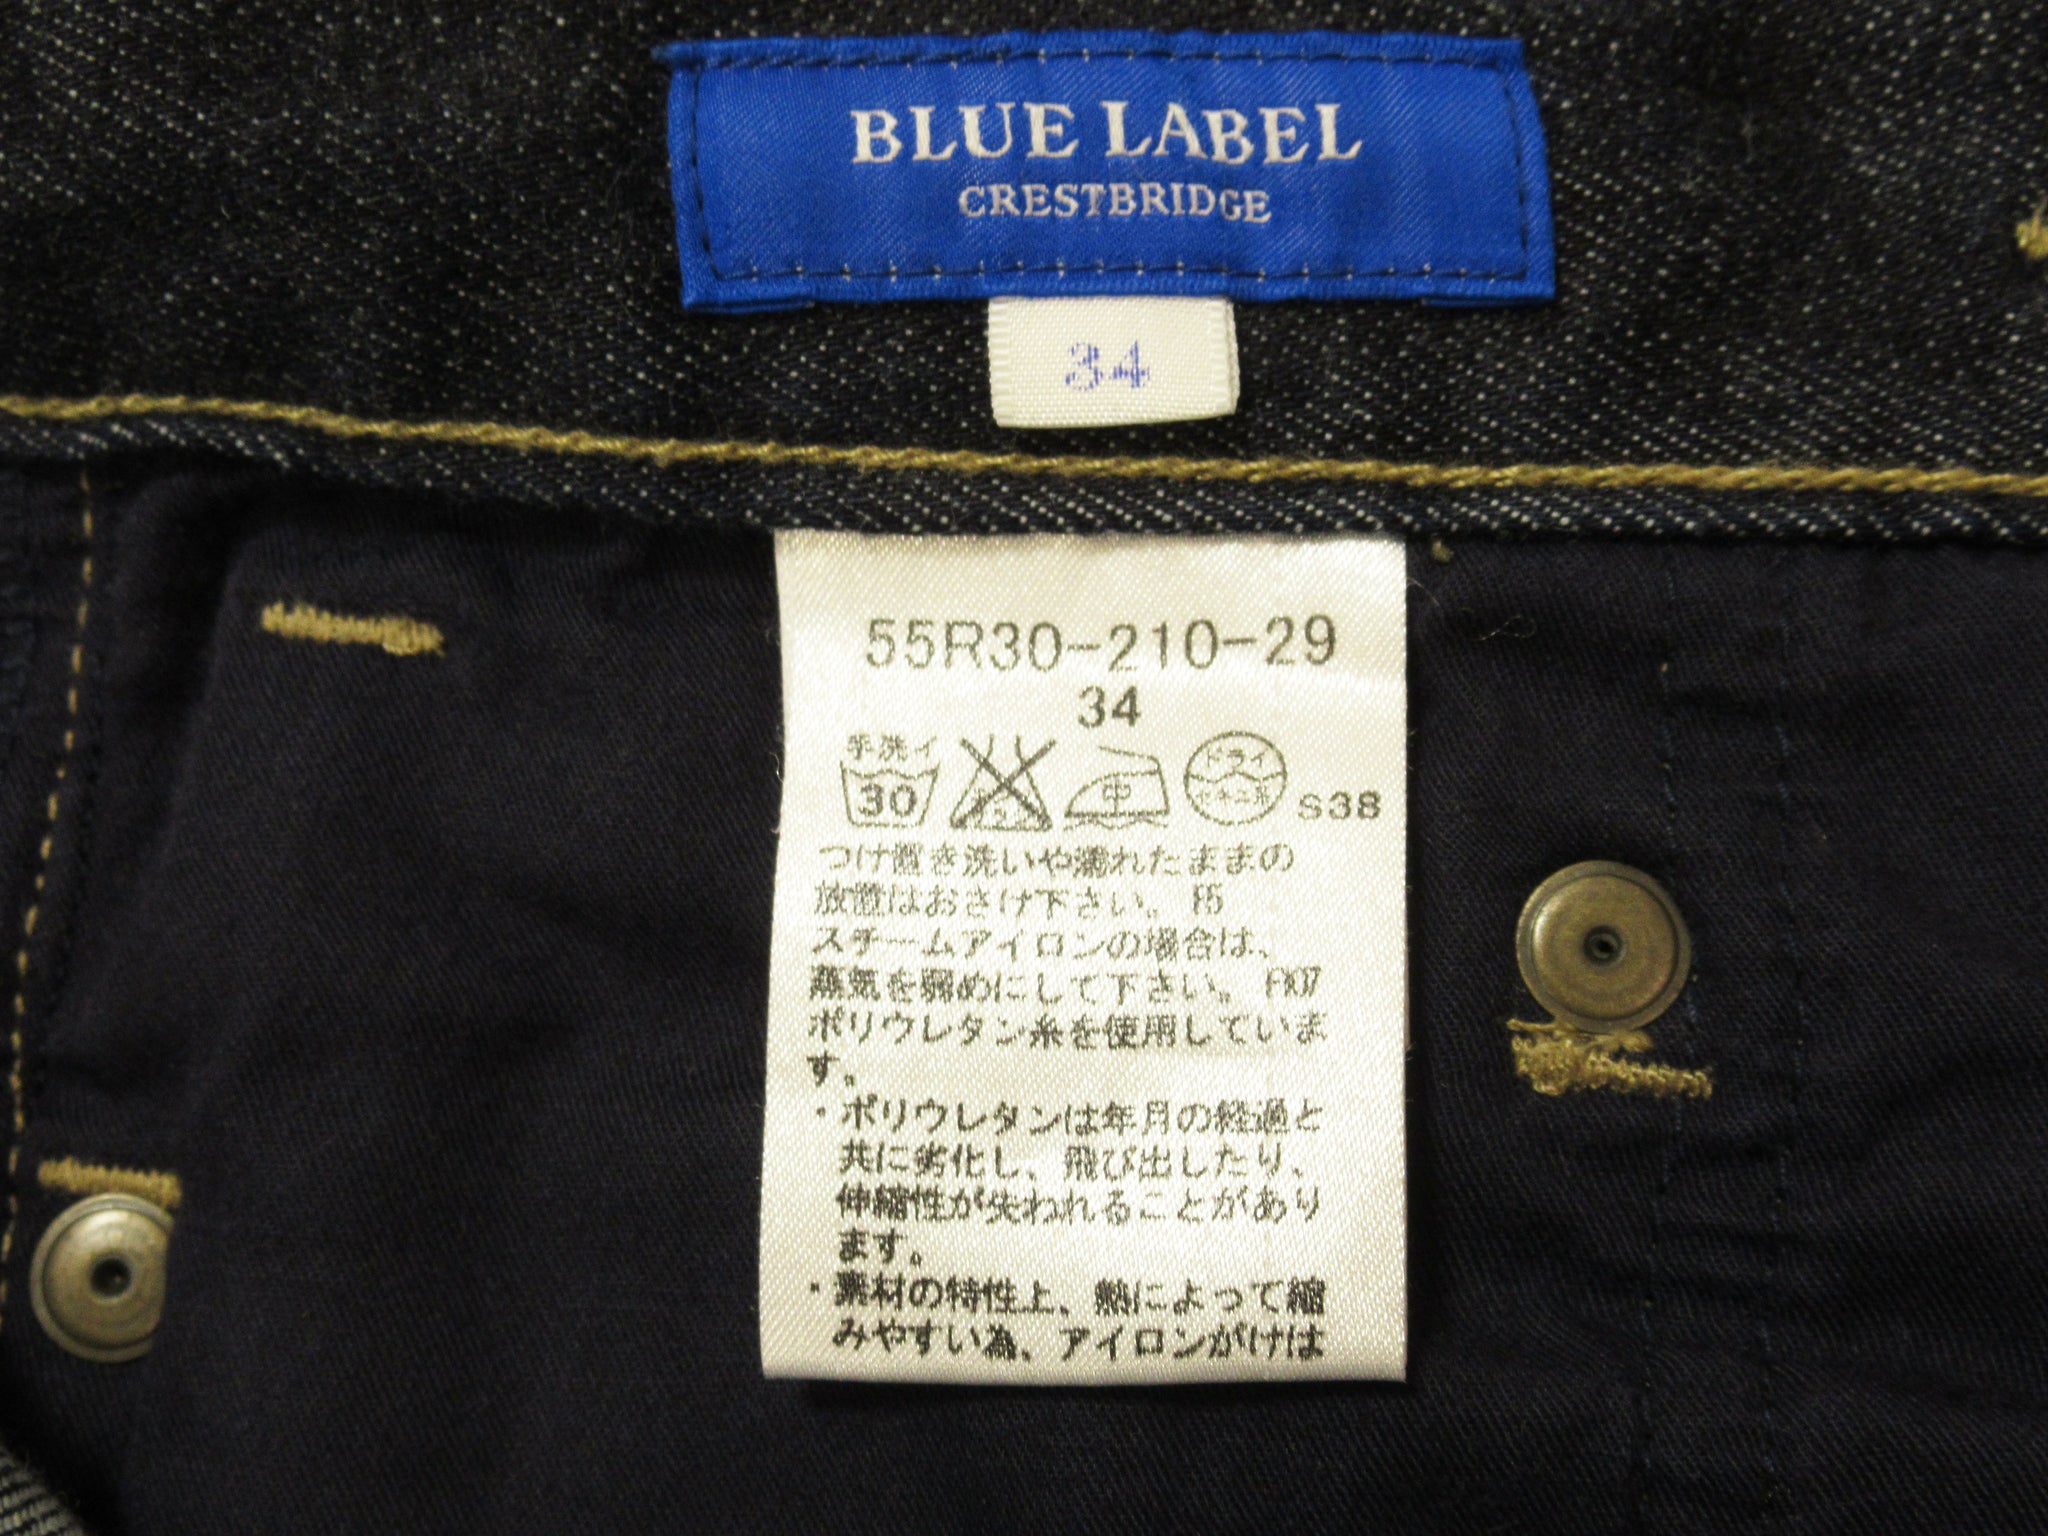 BLUE LABEL
CRESTBRIDGE
34
55R30-210-29
34
手洗イ ドライ
30 中 S38
つけ置き洗いや濡れたままの
放置はおさけ下さい。 F5
スチームアイロンの場合は、
蒸気を弱めにして下さい。 FK07
ポリウレタン糸を使用していま
す。
・ポリウレタンは年月の経過と
共に劣化し、飛び出したり、
伸縮性が失われることがあり
ます。
・素材の特性上、熱によって縮
みやすい為、アイロンがけは